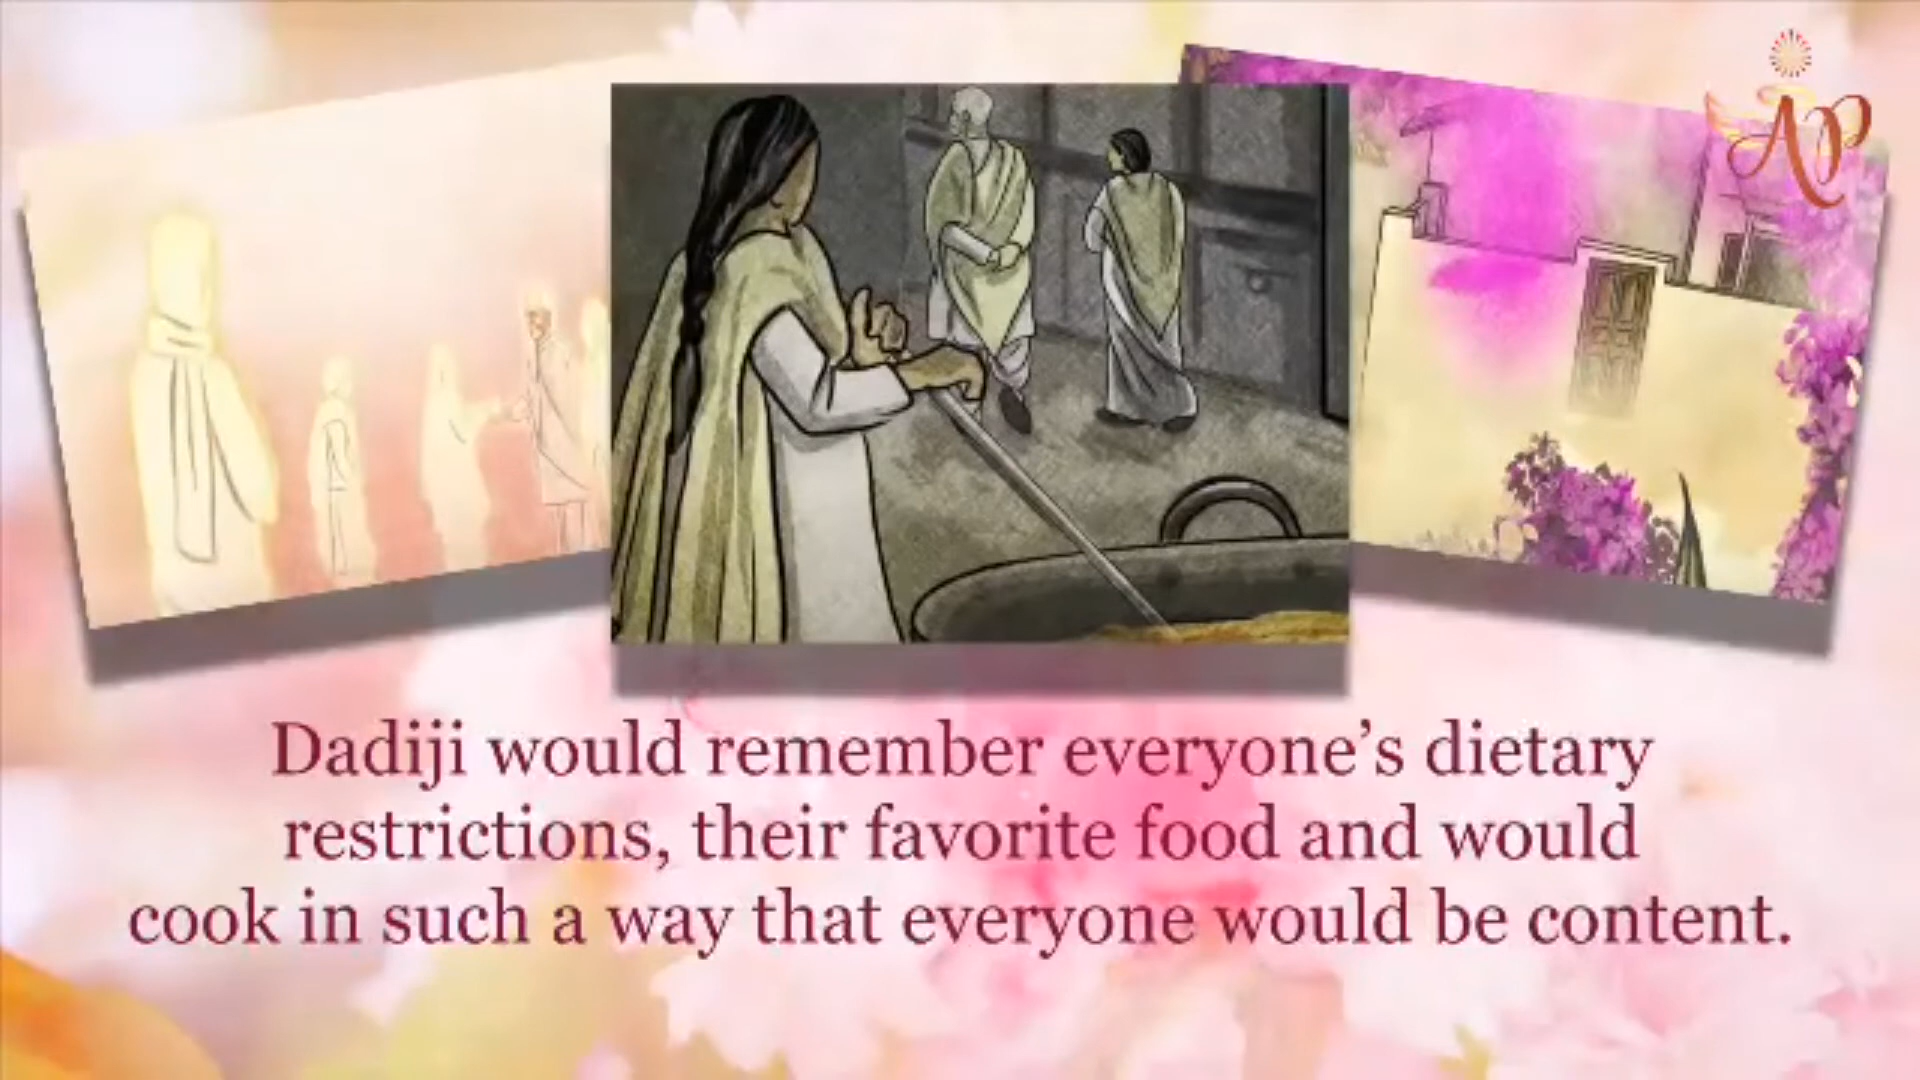 AP
Dadiji would remember everyone’s dietary
restrictions, their favorite food and would
cook in such a way that everyone would be content.